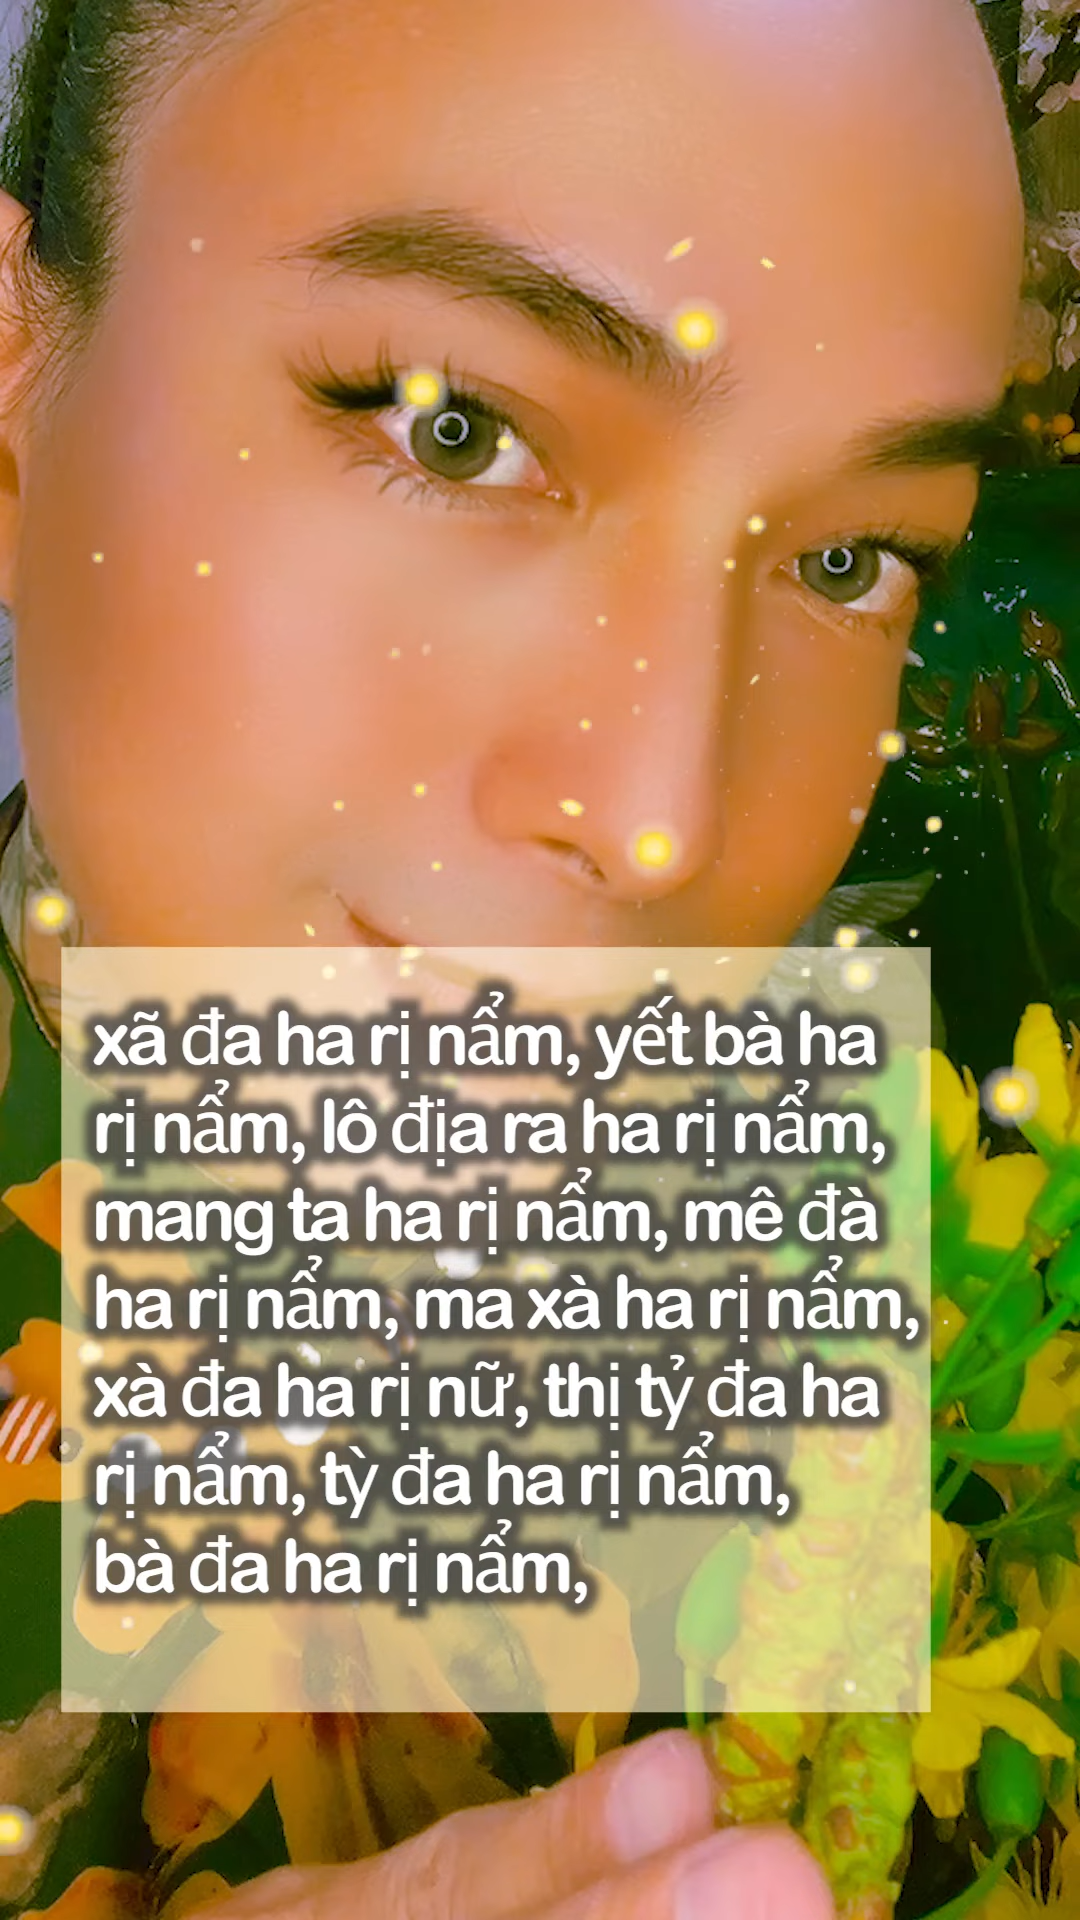 xã đa ha rị nẩm, yết bà ha
rị nẩm, lô địa ra ha rị nẩm,
mang ta ha rị nẩm, mê đà
ha rị nẩm, ma xà ha rị nẩm,
xà đa ha rị nữ, thị tỷ đa ha
rị nẩm, tỳ đa ha rị nẩm,
bà đa ha rị nẩm,